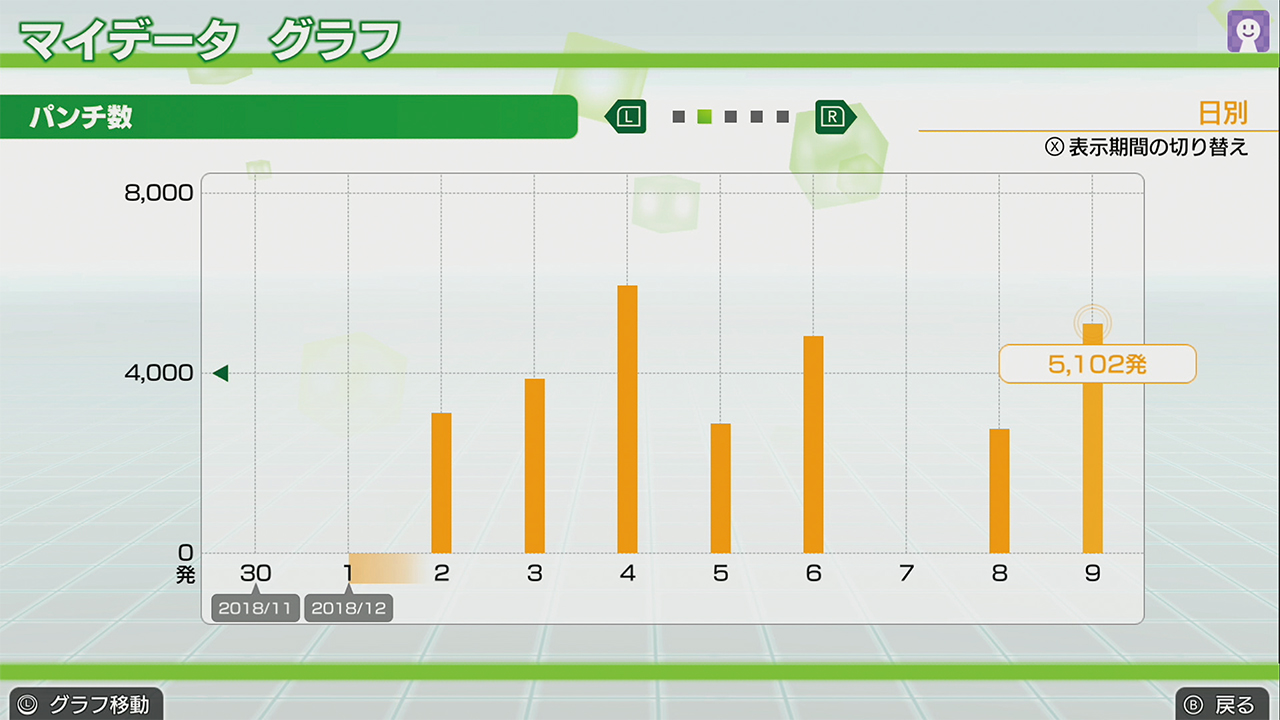 マイデータ グラフ
パンチ数
L
R
日別
Ⓧ表示期間の切り替え
8,000
4,000
0
発
5,102発
30 1 2 3 4 5 6 7 8 9
2018/11 2018/12
Ⓛ グラフ移動
Ⓑ 戻る